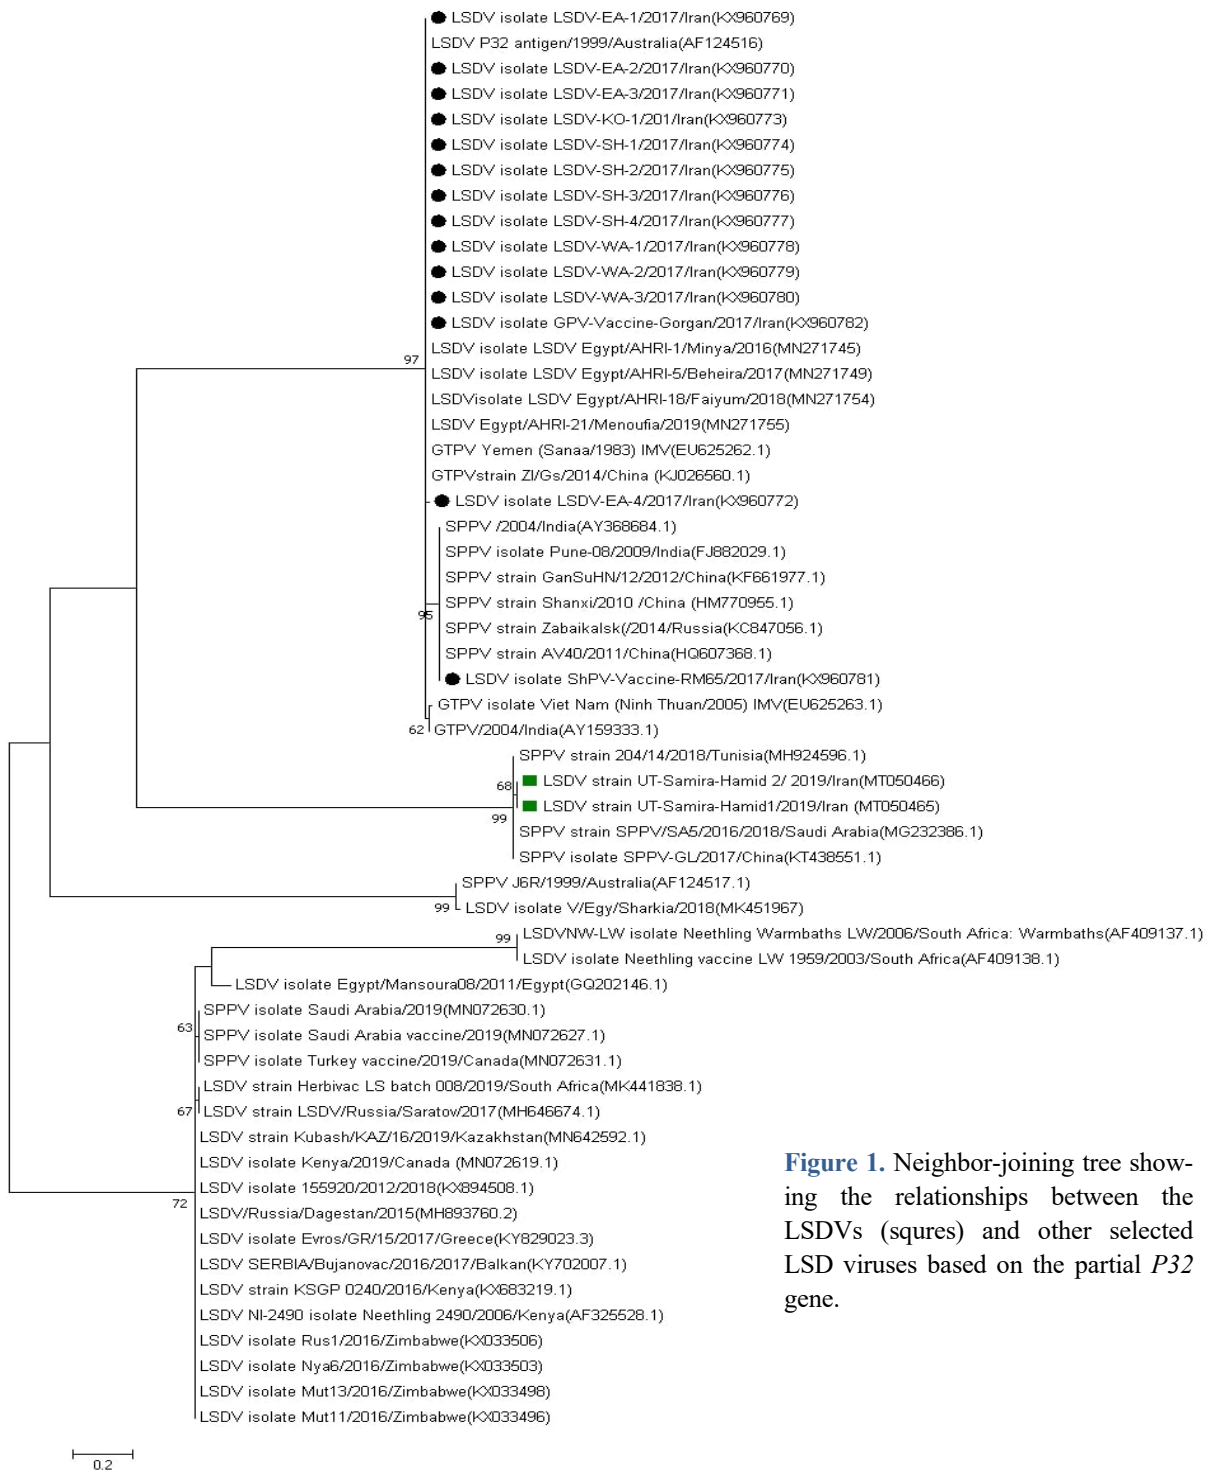 LSDV isolate LSDV-EA-1/2017/Iran(KX960769)
LSDV P32 antigen/1999/Australia(AF124516)
LSDV isolate LSDV-EA-2/2017/Iran(KX960770)
LSDV isolate LSDV-EA-3/2017/Iran(KX960771)
LSDV isolate LSDV-KO-1/201/Iran(KX960773)
LSDV isolate LSDV-SH-1/2017/Iran(KX960774)
LSDV isolate LSDV-SH-2/2017/Iran(KX960775)
LSDV isolate LSDV-SH-3/2017/Iran(KX960776)
LSDV isolate LSDV-SH-4/2017/Iran(KX960777)
LSDV isolate LSDV-WA-1/2017/Iran(KX960778)
LSDV isolate LSDV-WA-2/2017/Iran(KX960779)
LSDV isolate LSDV-WA-3/2017/Iran(KX960780)
LSDV isolate GPV-Vaccine-Gorgan/2017/Iran(KX960782)
LSDV isolate LSDV Egypt/AHRI-1/Minya/2016(MN271745)
97
LSDV isolate LSDV Egypt/AHRI-5/Beheira/2017(MN271749)
LSDVisolate LSDV Egypt/AHRI-18/Faiyum/2018(MN271754)
LSDV Egypt/AHRI-21/Menoufia/2019(MN271755)
GTPV Yemen (Sanaa/1983) IMV(EU625262.1)
GTPVstrain ZI/Gs/2014/China (KJ026560.1)
LSDV isolate LSDV-EA-4/2017/Iran(KX960772)
SPPV /2004/India(AY368684.1)
SPPV isolate Pune-08/2009/India(FJ882029.1)
SPPV strain GanSuHN/12/2012/China(KF661977.1)
SPPV strain Shanxi/2010 /China (HM770955.1)
95
SPPV strain Zabaikalsk(/2014/Russia(KC847056.1)
SPPV strain AV40/2011/China(HQ607368.1)
LSDV isolate ShPV-Vaccine-RM65/2017/Iran(KX960781)
GTPV isolate Viet Nam (Ninh Thuan/2005) IMV(EU625263.1)
62 GTPV/2004/India(AY159333.1)
SPPV strain 204/14/2018/Tunisia(MH924596.1)
68 LSDV strain UT-Samira-Hamid 2/ 2019/Iran(MT050466)
LSDV strain UT-Samira-Hamid1/2019/Iran (MT050465)
99
SPPV strain SPPV/SA5/2016/2018/Saudi Arabia(MG232386.1)
SPPV isolate SPPV-GL/2017/China(KT438551.1)
SPPV J6R/1999/Australia(AF124517.1)
99 LSDV isolate V/Egy/Sharkia/2018(MK451967)
99 LSDVNW-LW isolate Neethling Warmbaths LW/2006/South Africa: Warmbaths(AF409137.1)
LSDV isolate Neethling vaccine LW 1959/2003/South Africa(AF409138.1)
LSDV isolate Egypt/Mansoura08/2011/Egypt(GQ202146.1)
SPPV isolate Saudi Arabia/2019(MN072630.1)
63
SPPV isolate Saudi Arabia vaccine/2019(MN072627.1)
SPPV isolate Turkey vaccine/2019/Canada(MN072631.1)
LSDV strain Herbivac LS batch 008/2019/South Africa(MK441838.1)
67 LSDV strain LSDV/Russia/Saratov/2017(MH646674.1)
LSDV strain Kubash/KAZ/16/2019/Kazakhstan(MN642592.1)
LSDV isolate Kenya/2019/Canada (MN072619.1)
LSDV isolate 155920/2012/2018(KX894508.1)
72
LSDV/Russia/Dagestan/2015(MH893760.2)
LSDV isolate Evros/GR/15/2017/Greece(KY829023.3)
LSDV SERBIA/Bujanovac/2016/2017/Balkan(KY702007.1)
LSDV strain KSGP 0240/2016/Kenya(KX683219.1)
LSDV NI-2490 isolate Neethling 2490/2006/Kenya(AF325528.1)
LSDV isolate Rus1/2016/Zimbabwe(KX033506)
LSDV isolate Nya6/2016/Zimbabwe(KX033503)
LSDV isolate Mut13/2016/Zimbabwe(KX033498)
LSDV isolate Mut11/2016/Zimbabwe(KX033496)
0.2
Figure 1. Neighbor-joining tree show-
ing the relationships between the
LSDVs (squres) and other selected
LSD viruses based on the partial P32
gene.